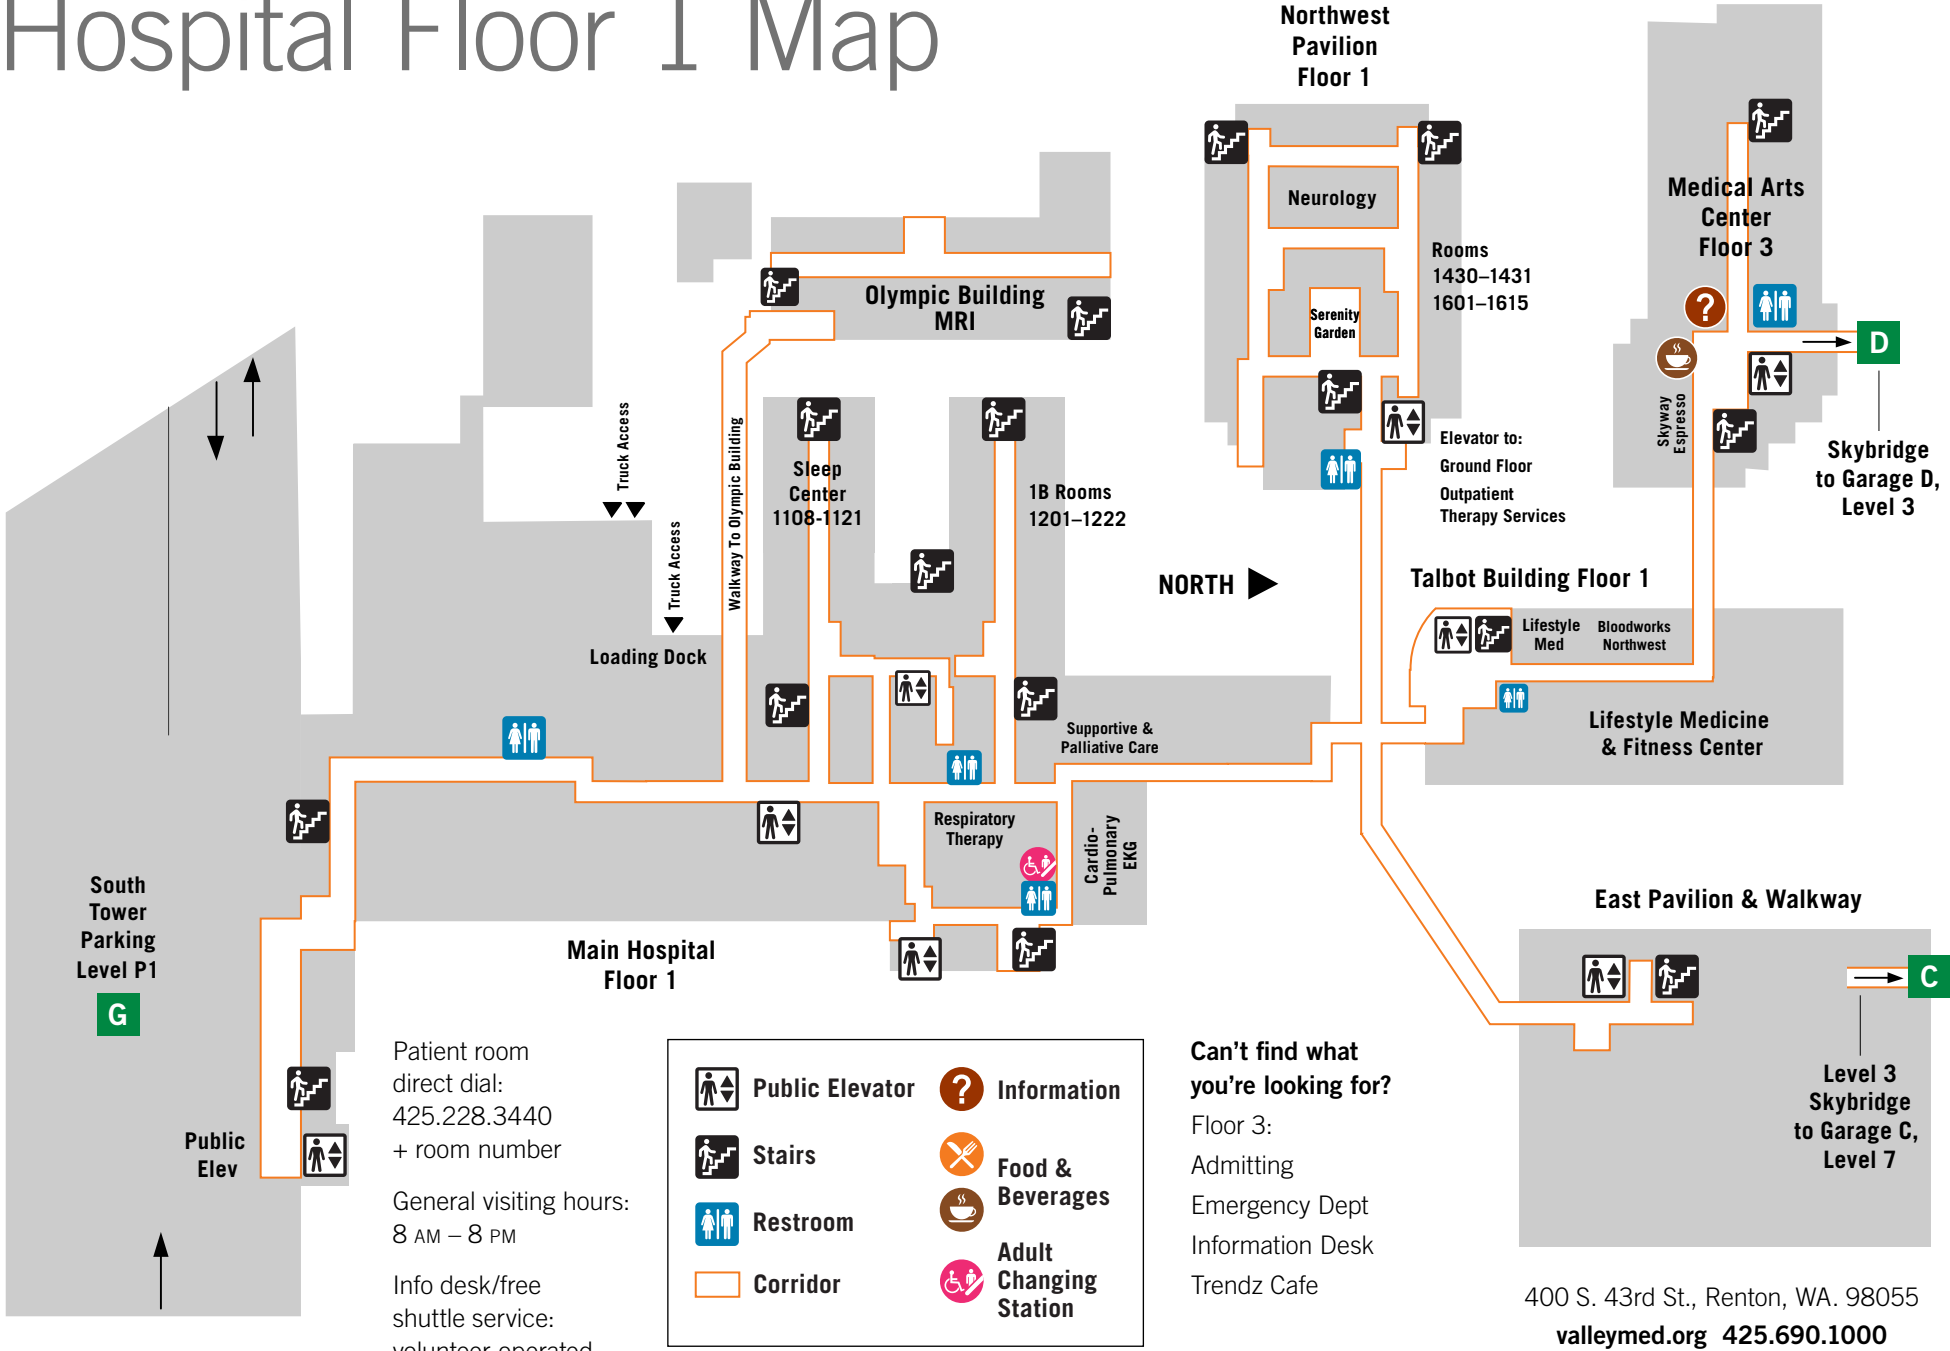 Hospital Floor 1 Map
Northwest
Pavilion
Floor 1
Neurology
Rooms
1430–1431
1601–1615
Serenity
Garden
Elevator to:
Ground Floor
Outpatient
Therapy Services
Medical Arts
Center
Floor 3
?
Skyway
Espresso
D
Skybridge
to Garage D,
Level 3
Olympic Building
MRI
Walkway To Olympic Building
Truck Access
Truck Access
Loading Dock
Sleep
Center
1108-1121
1B Rooms
1201–1222
NORTH
Talbot Building Floor 1
Lifestyle
Med
Bloodworks
Northwest
Lifestyle Medicine
& Fitness Center
Supportive &
Palliative Care
Respiratory
Therapy
Cardio-
Pulmonary
EKG
South
Tower
Parking
Level P1
G
Public
Elev
Main Hospital
Floor 1
East Pavilion & Walkway
C
Level 3
Skybridge
to Garage C,
Level 7
Patient room
direct dial:
425.228.3440
+ room number
General visiting hours:
8 AM – 8 PM
Info desk/free
shuttle service:
volunteer operated
Public Elevator
Stairs
Restroom
Corridor
?
Information
Food &
Beverages
Adult
Changing
Station
Can't find what
you're looking for?
Floor 3:
Admitting
Emergency Dept
Information Desk
Trendz Cafe
400 S. 43rd St., Renton, WA. 98055
valleymed.org 425.690.1000